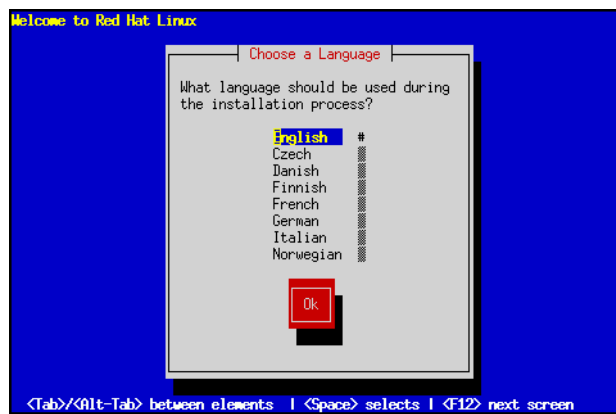 Welcome to Red Hat Linux
Choose a Language
What language should be used during
the installation process?
English #
Czech
Danish
Finnish
French
German
Italian
Norwegian
Ok
<Tab>/<Alt-Tab> between elements | <Space> selects | <F12> next screen